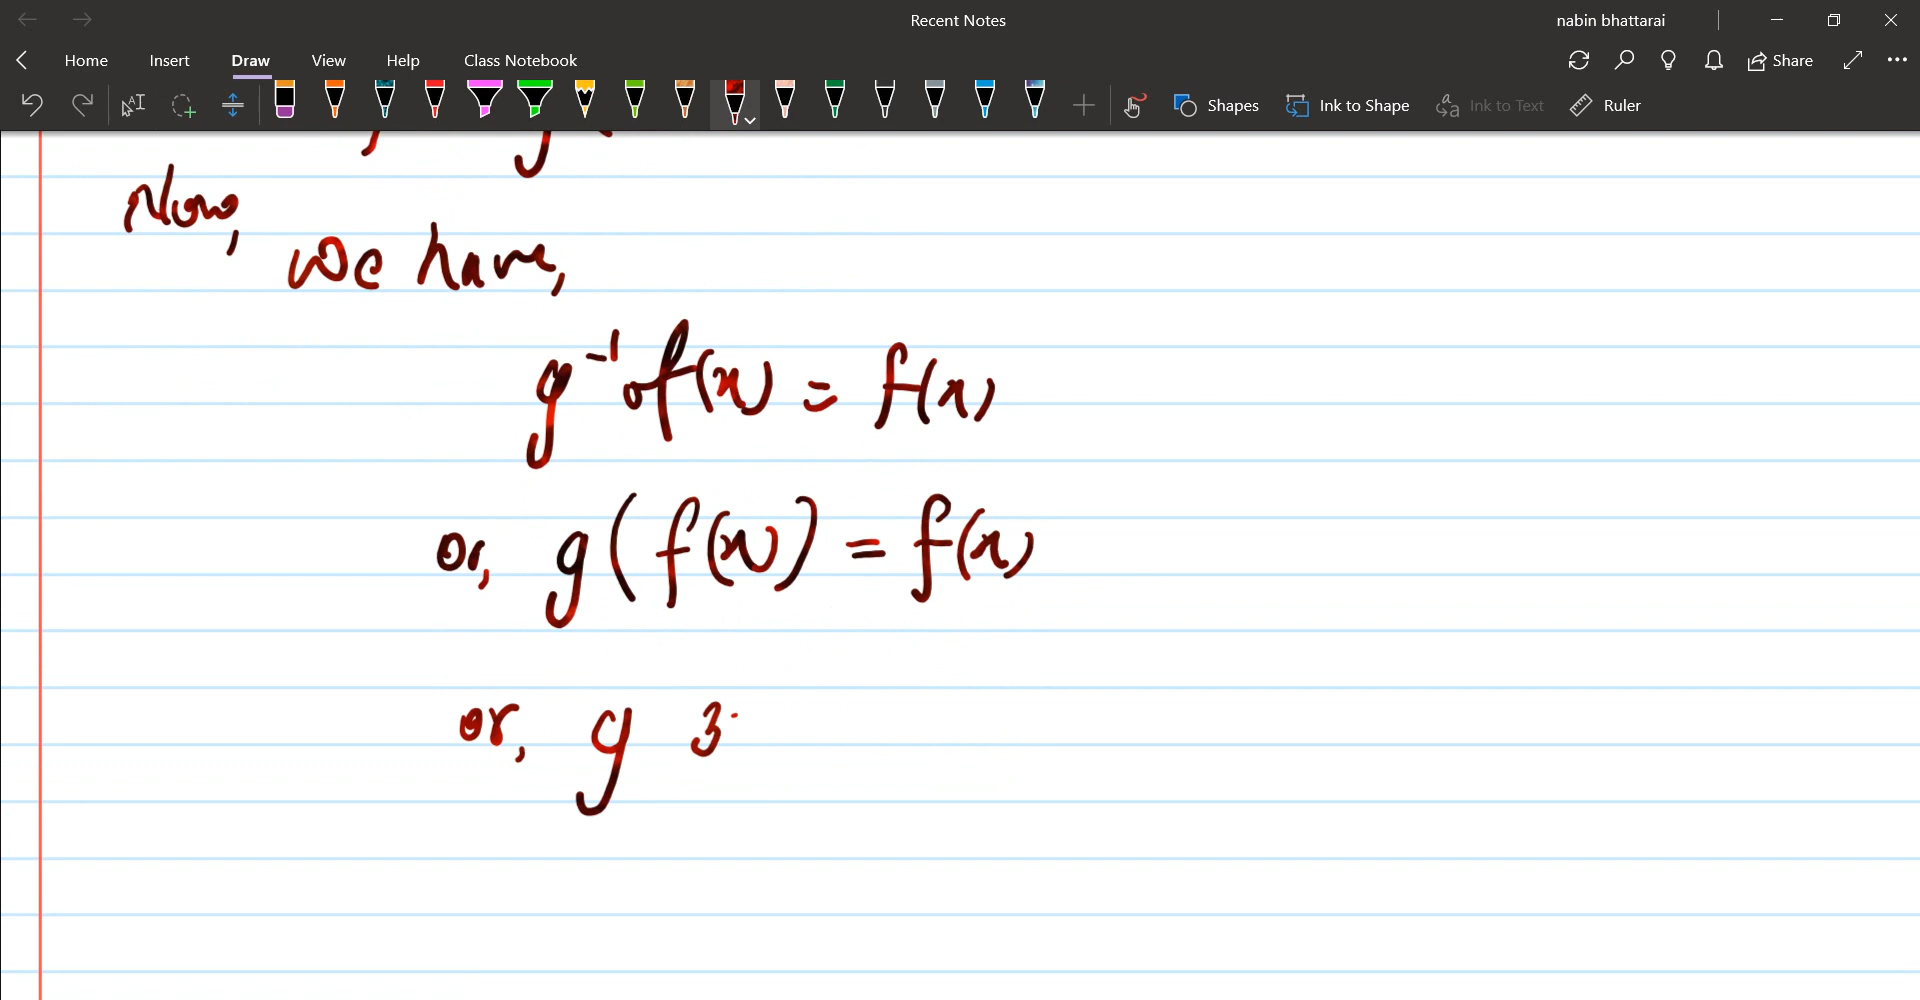 Recent Notes
nabin bhattarai
Home Insert Draw View Help Class Notebook
Share
Shapes Ink to Shape Ink to Text Ruler
Now,
We have,
g⁻¹of(x) = f(x)
or, g(f(x)) = f(x)
or, g 3